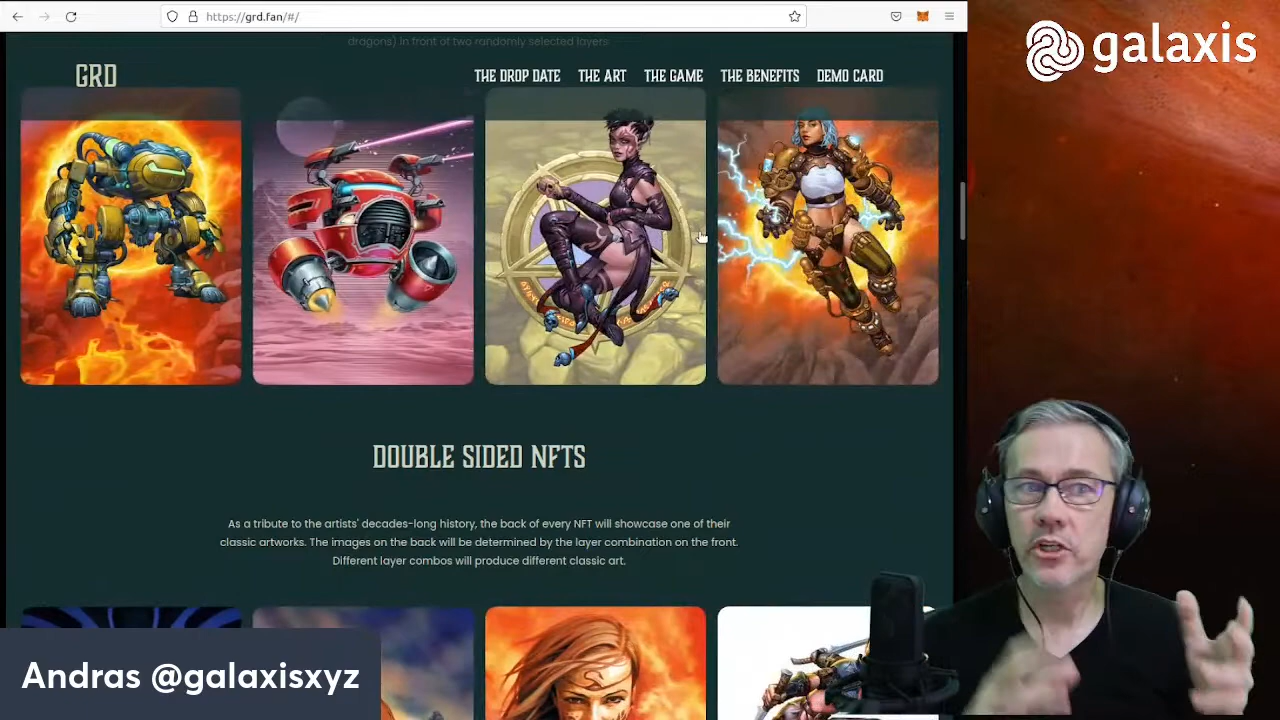 https://grd.fan/#/
galaxis
dragons) in front of two randomly selected layers
GRD
THE DROP DATE THE ART THE GAME THE BENEFITS DEMO CARD
DOUBLE SIDED NFTS
As a tribute to the artists' decades-long history, the back of every NFT will showcase one of their
classic artworks. The images on the back will be determined by the layer combination on the front.
Different layer combos will produce different classic art.
Andras @galaxisxyz